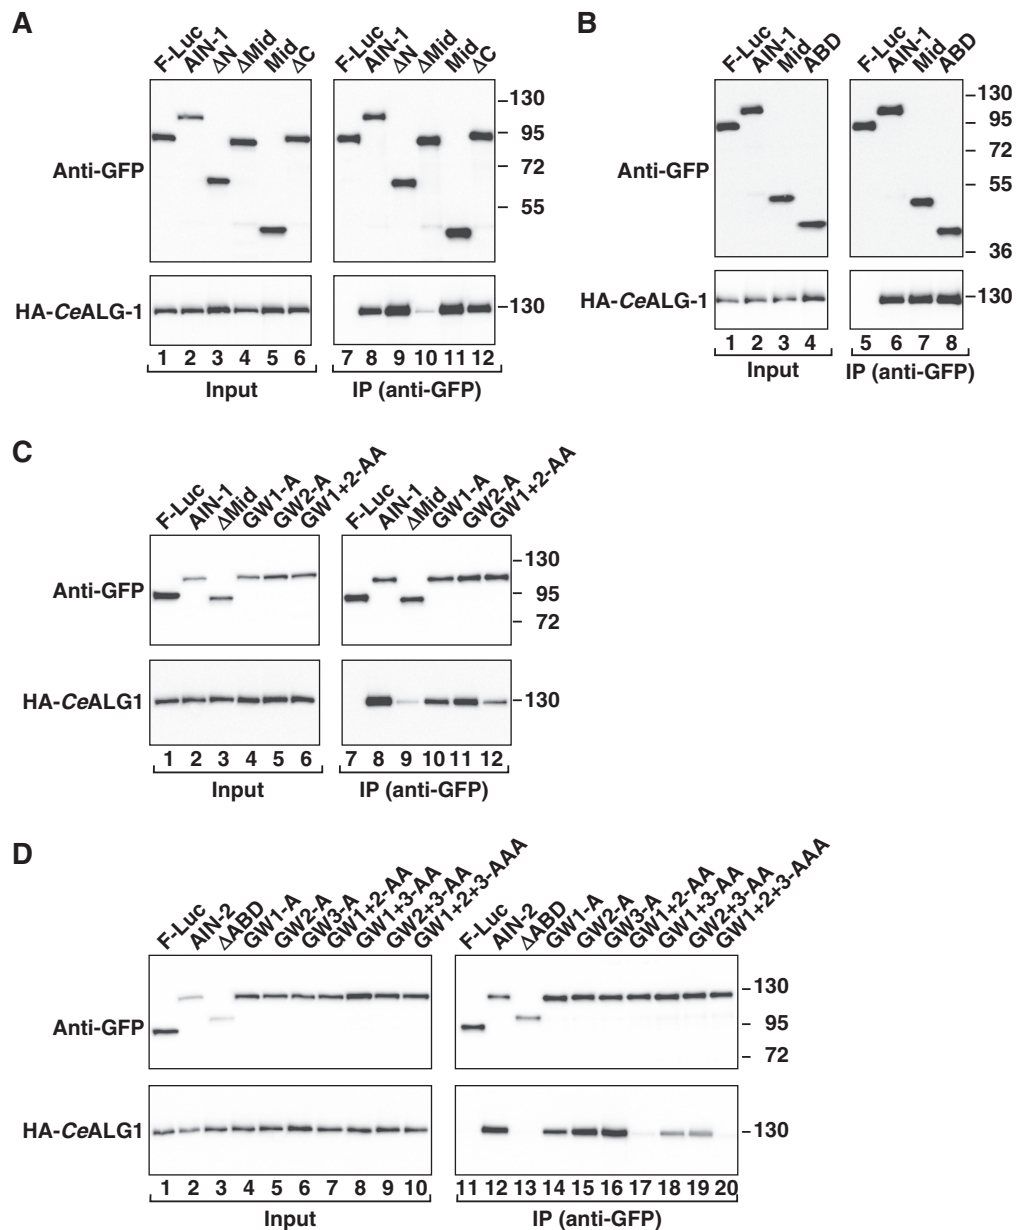 A
F-Luc AIN-1 ΔN ΔMid Mid ΔC F-Luc AIN-1 ΔN ΔMid Mid ΔC
Anti-GFP
130
95
72
55
HA-CeALG-1
130
1 2 3 4 5 6 7 8 9 10 11 12
Input IP (anti-GFP)
B
F-Luc AIN-1 Mid ABD F-Luc AIN-1 Mid ABD
Anti-GFP
130
95
72
55
36
HA-CeALG-1
130
1 2 3 4 5 6 7 8
Input IP (anti-GFP)
C
F-Luc AIN-1 ΔMid GW1-A GW2-A GW1+2-AA F-Luc AIN-1 ΔMid GW1-A GW2-A GW1+2-AA
Anti-GFP
130
95
72
HA-CeALG1
130
1 2 3 4 5 6 7 8 9 10 11 12
Input IP (anti-GFP)
D
F-Luc AIN-2 ΔABD GW1-A GW2-A GW3-A GW1+2-AA GW1+3-AA GW2+3-AA GW1+2+3-AAA F-Luc AIN-2 ΔABD GW1-A GW2-A GW3-A GW1+2-AA GW1+3-AA GW2+3-AA GW1+2+3-AAA
Anti-GFP
130
95
72
HA-CeALG1
130
1 2 3 4 5 6 7 8 9 10 11 12 13 14 15 16 17 18 19 20
Input IP (anti-GFP)